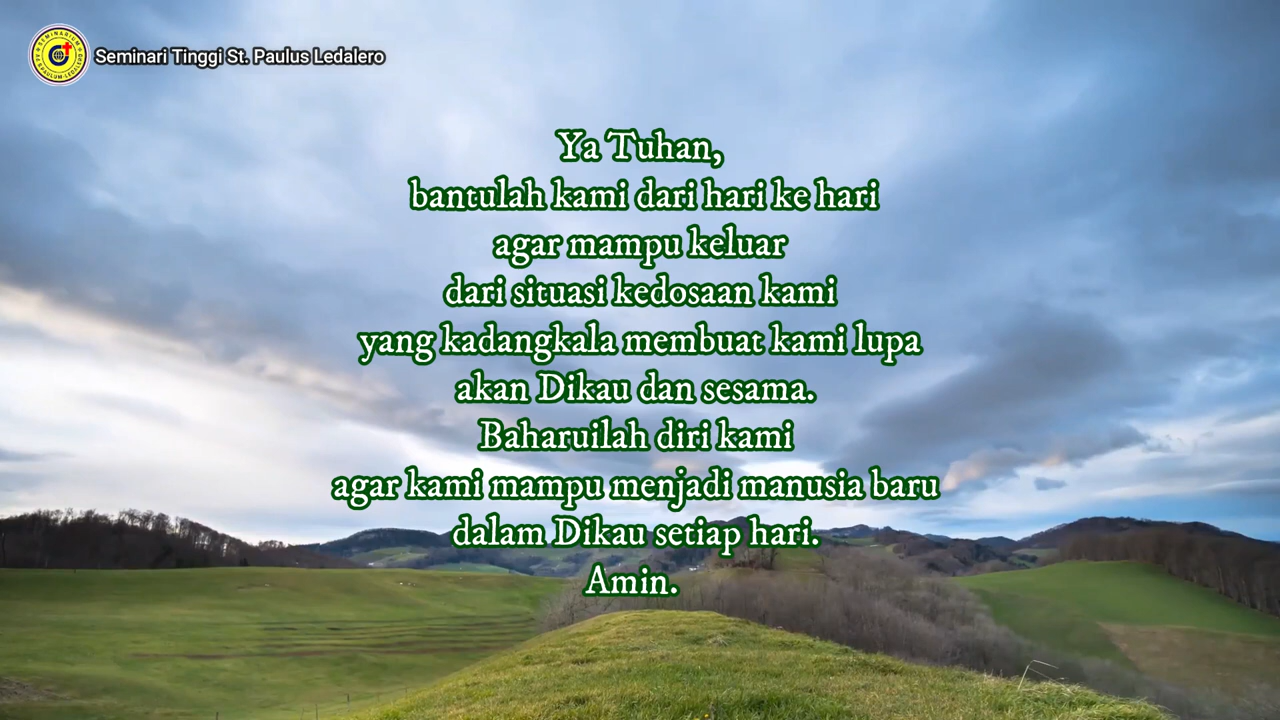 Seminari Tinggi St. Paulus Ledalero
Ya Tuhan,
bantulah kami dari hari ke hari
agar mampu keluar
dari situasi kedosaan kami
yang kadangkala membuat kami lupa
akan Dikau dan sesama.
Baharuilah diri kami
agar kami mampu menjadi manusia baru
dalam Dikau setiap hari.
Amin.